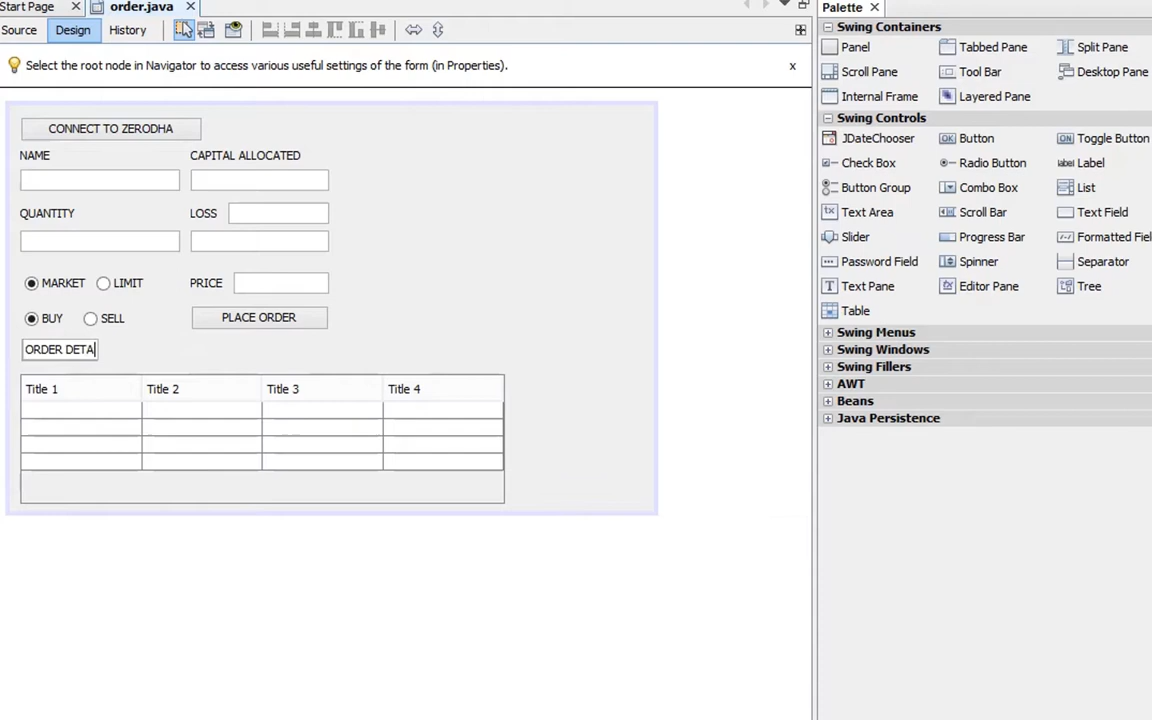 Start Page order.java Palette
Source Design History
Select the root node in Navigator to access various useful settings of the form (in Properties). x
CONNECT TO ZERODHA
NAME CAPITAL ALLOCATED
QUANTITY LOSS
MARKET LIMIT PRICE
BUY SELL PLACE ORDER
ORDER DETA
Title 1 Title 2 Title 3 Title 4
Swing Containers
Panel Tabbed Pane Split Pane
Scroll Pane Tool Bar Desktop Pane
Internal Frame Layered Pane
Swing Controls
JDateChooser OK Button ON Toggle Button
Check Box Radio Button label Label
Button Group Combo Box List
Text Area Scroll Bar Text Field
Slider Progress Bar Formatted Fiel
Password Field Spinner Separator
Text Pane Editor Pane Tree
Table
Swing Menus
Swing Windows
Swing Fillers
AWT
Beans
Java Persistence